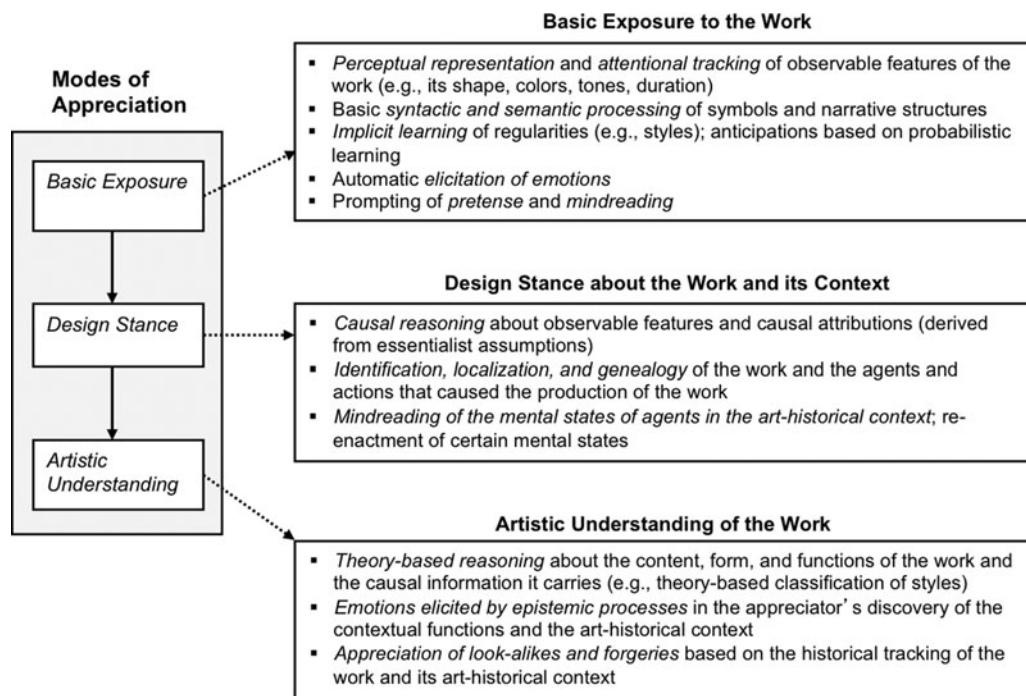 Modes of
Appreciation
Basic Exposure
Design Stance
Artistic
Understanding
Basic Exposure to the Work
▪ Perceptual representation and attentional tracking of observable features of the
work (e.g., its shape, colors, tones, duration)
▪ Basic syntactic and semantic processing of symbols and narrative structures
▪ Implicit learning of regularities (e.g., styles); anticipations based on probabilistic
learning
▪ Automatic elicitation of emotions
▪ Prompting of pretense and mindreading
Design Stance about the Work and its Context
▪ Causal reasoning about observable features and causal attributions (derived
from essentialist assumptions)
▪ Identification, localization, and genealogy of the work and the agents and
actions that caused the production of the work
▪ Mindreading of the mental states of agents in the art-historical context; re-
enactment of certain mental states
Artistic Understanding of the Work
▪ Theory-based reasoning about the content, form, and functions of the work and
the causal information it carries (e.g., theory-based classification of styles)
▪ Emotions elicited by epistemic processes in the appreciator’s discovery of the
contextual functions and the art-historical context
▪ Appreciation of look-alikes and forgeries based on the historical tracking of the
work and its art-historical context